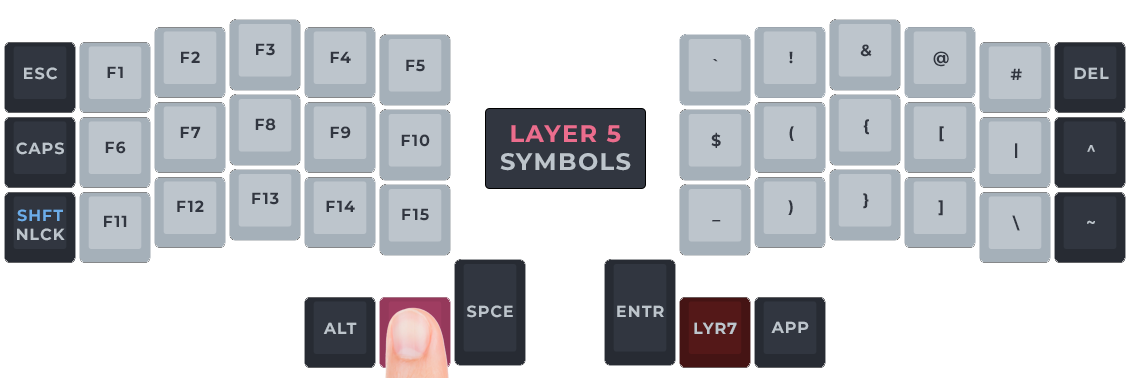 ESC F1 F2 F3 F4 F5 ` ! & @ # DEL
CAPS F6 F7 F8 F9 F10 $ ( { [ | ^
LAYER 5
SYMBOLS
SHFT
NLCK F11 F12 F13 F14 F15 _ ) } ] \ ~
ALT SPCE ENTR LYR7 APP